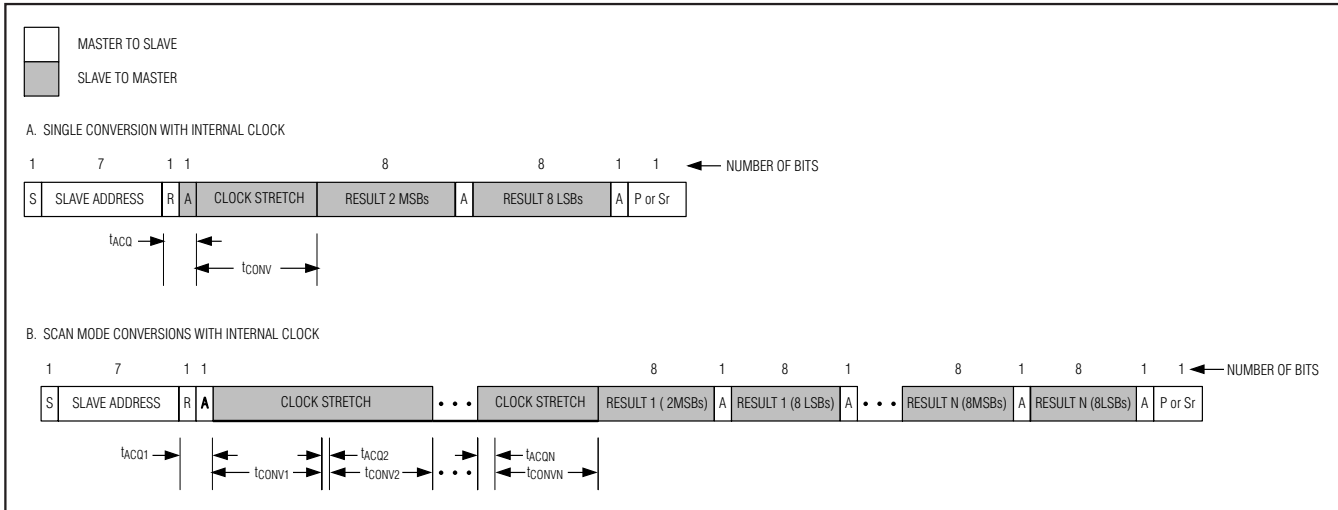 MASTER TO SLAVE
SLAVE TO MASTER
A. SINGLE CONVERSION WITH INTERNAL CLOCK
1 7 1 1 8 8 1 1 NUMBER OF BITS
S SLAVE ADDRESS R A CLOCK STRETCH RESULT 2 MSBs A RESULT 8 LSBs A P or Sr
tACQ
tCONV
B. SCAN MODE CONVERSIONS WITH INTERNAL CLOCK
1 7 1 1 8 1 8 1 8 1 8 1 1 NUMBER OF BITS
S SLAVE ADDRESS R A CLOCK STRETCH • • • CLOCK STRETCH RESULT 1 ( 2MSBs) A RESULT 1 (8 LSBs) A • • • RESULT N (8MSBs) A RESULT N (8LSBs) A P or Sr
tACQ1 tACQ2 tACQN
tCONV1 tCONV2 • • • tCONVN